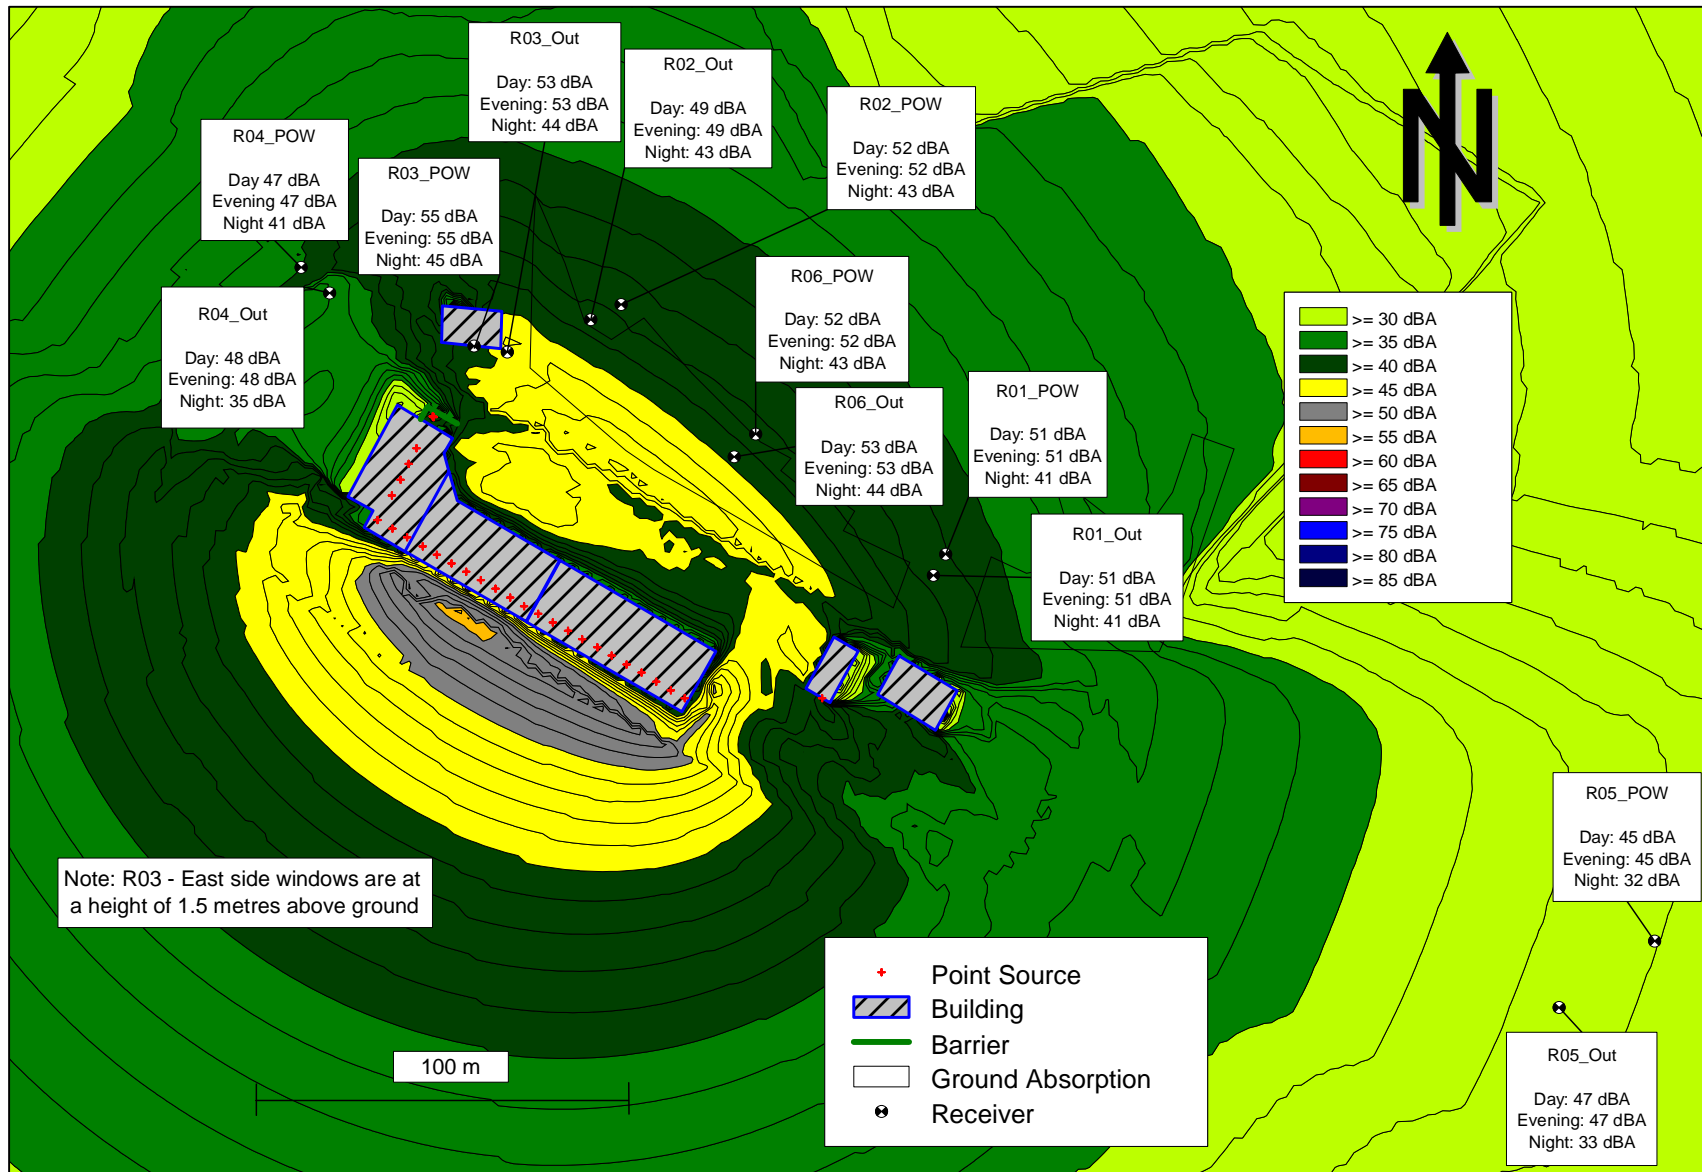 R03_Out
Day: 53 dBA
Evening: 53 dBA
Night: 44 dBA
R02_Out
Day: 49 dBA
Evening: 49 dBA
Night: 43 dBA
R02_POW
Day: 52 dBA
Evening: 52 dBA
Night: 43 dBA
R04_POW
Day 47 dBA
Evening 47 dBA
Night 41 dBA
R03_POW
Day: 55 dBA
Evening: 55 dBA
Night: 45 dBA
N
R06_POW
Day: 52 dBA
Evening: 52 dBA
Night: 43 dBA
R04_Out
Day: 48 dBA
Evening: 48 dBA
Night: 35 dBA
R06_Out
Day: 53 dBA
Evening: 53 dBA
Night: 44 dBA
R01_POW
Day: 51 dBA
Evening: 51 dBA
Night: 41 dBA
R01_Out
Day: 51 dBA
Evening: 51 dBA
Night: 41 dBA
>= 30 dBA
>= 35 dBA
>= 40 dBA
>= 45 dBA
>= 50 dBA
>= 55 dBA
>= 60 dBA
>= 65 dBA
>= 70 dBA
>= 75 dBA
>= 80 dBA
>= 85 dBA
R05_POW
Day: 45 dBA
Evening: 45 dBA
Night: 32 dBA
Note: R03 - East side windows are at
a height of 1.5 metres above ground
Point Source
Building
Barrier
Ground Absorption
Receiver
100 m
R05_Out
Day: 47 dBA
Evening: 47 dBA
Night: 33 dBA